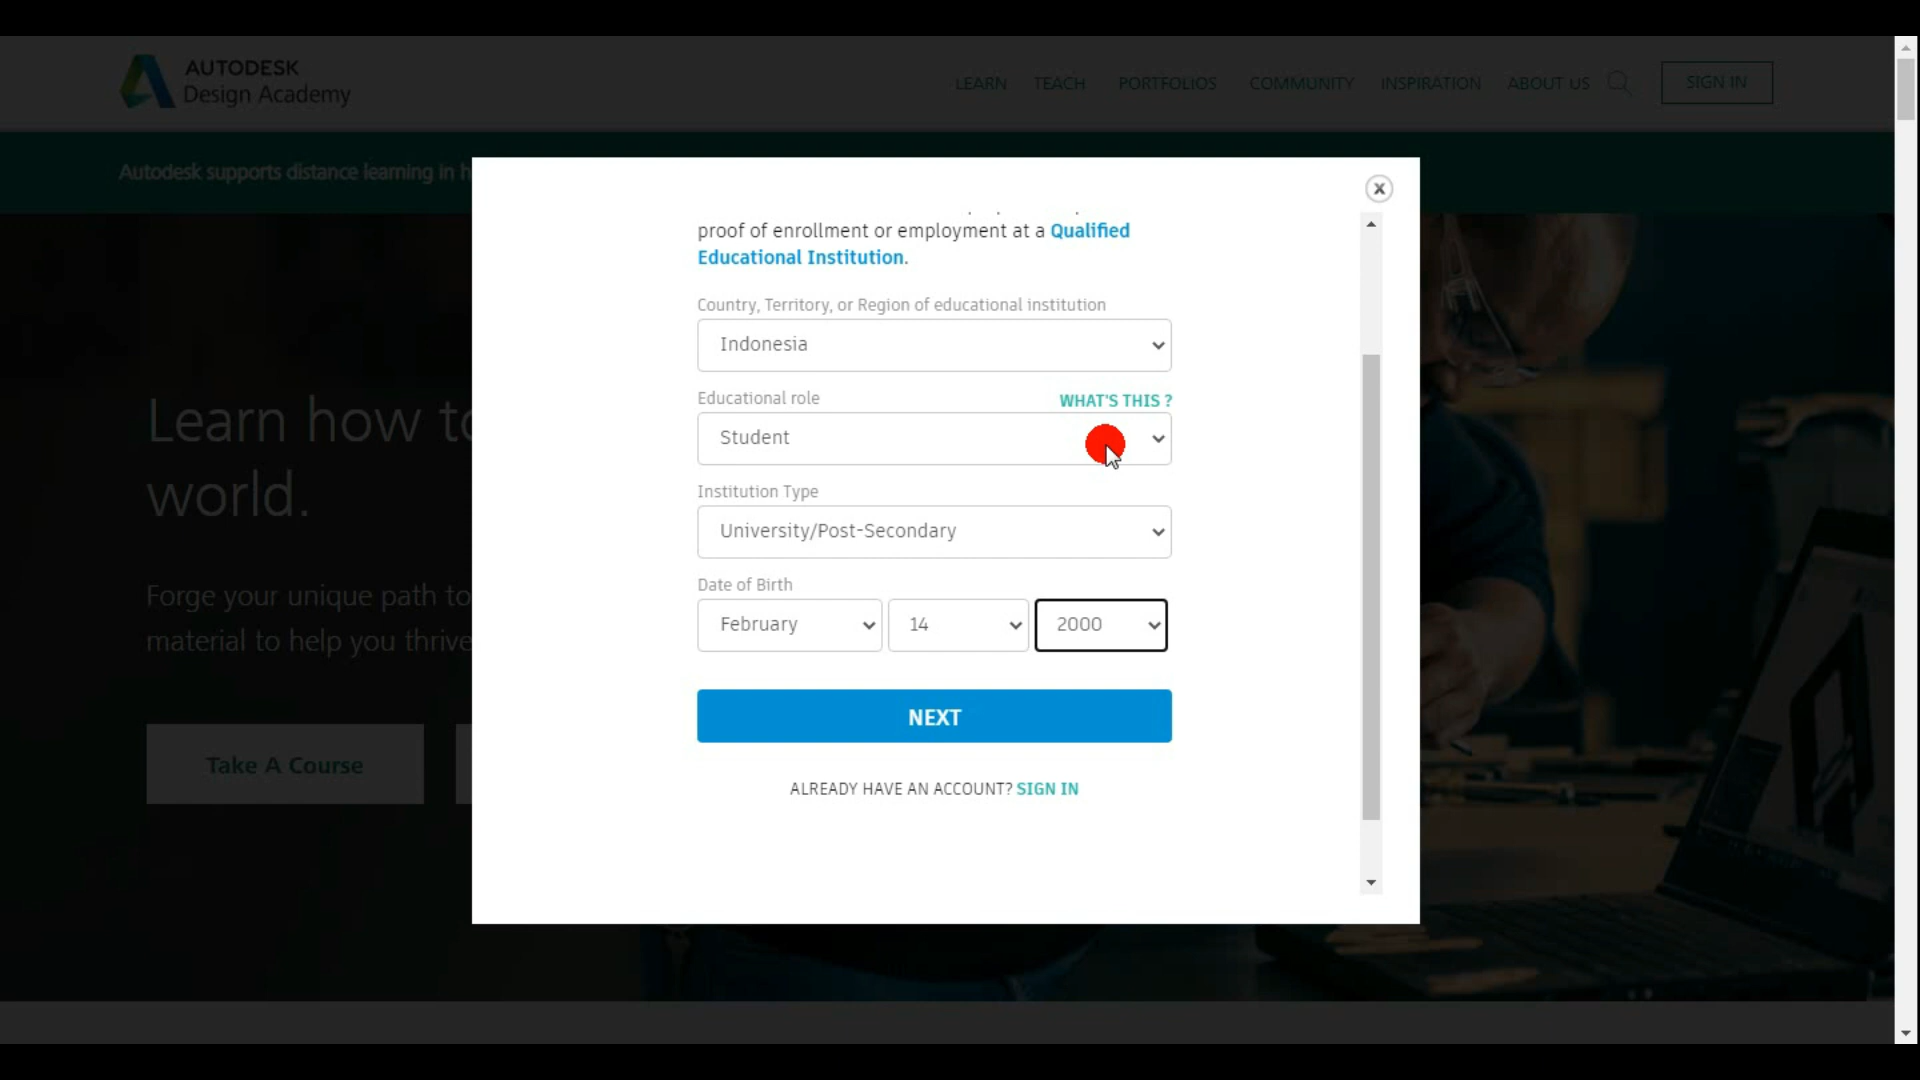 AUTODESK
Design Academy
LEARN TEACH PORTFOLIOS COMMUNITY INSPIRATION ABOUT US SIGN IN
Autodesk supports distance learning in h
x
proof of enrollment or employment at a Qualified
Educational Institution.
Country, Territory, or Region of educational institution
Indonesia
Educational role WHAT'S THIS ?
Student
Institution Type
University/Post-Secondary
Date of Birth
February 14 2000
NEXT
ALREADY HAVE AN ACCOUNT? SIGN IN
Learn how to
world.
Forge your unique path to
material to help you thrive
Take A Course